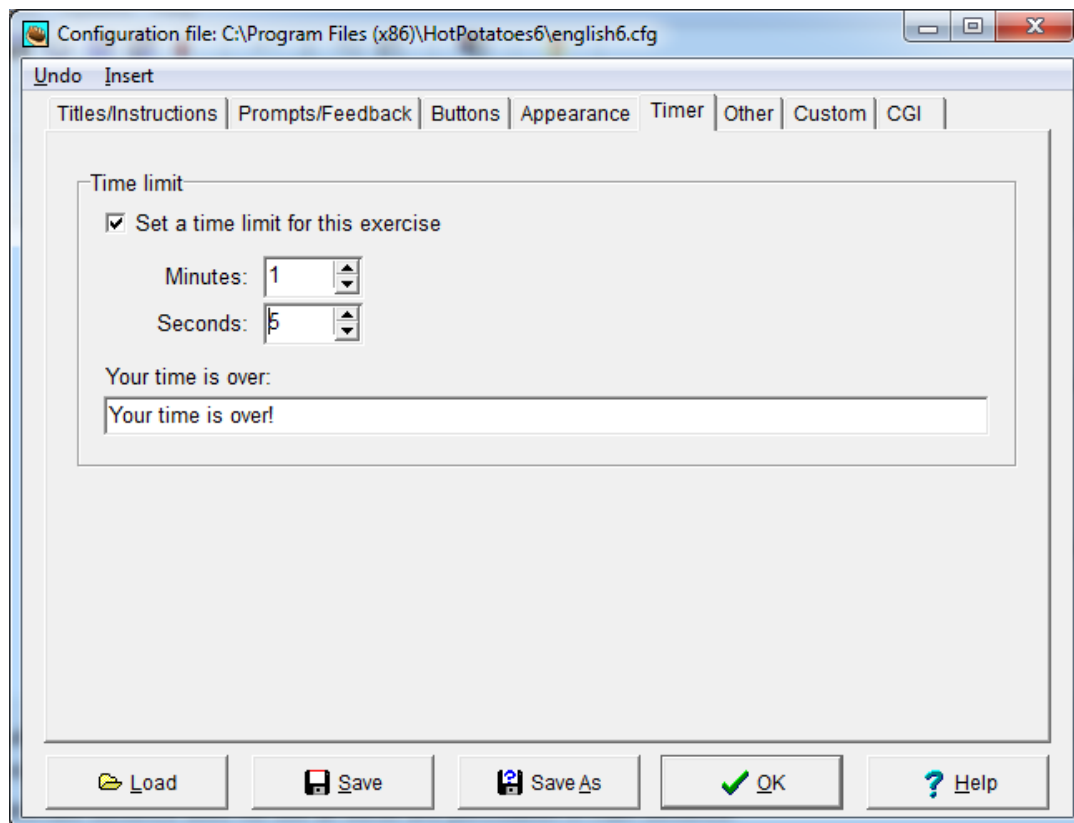 Configuration file: C:\Program Files (x86)\HotPotatoes6\english6.cfg
Undo Insert
Titles/Instructions Prompts/Feedback Buttons Appearance Timer Other Custom CGI
Time limit
Set a time limit for this exercise
Minutes: 1
Seconds: 5
Your time is over:
Your time is over!
Load Save Save As OK Help